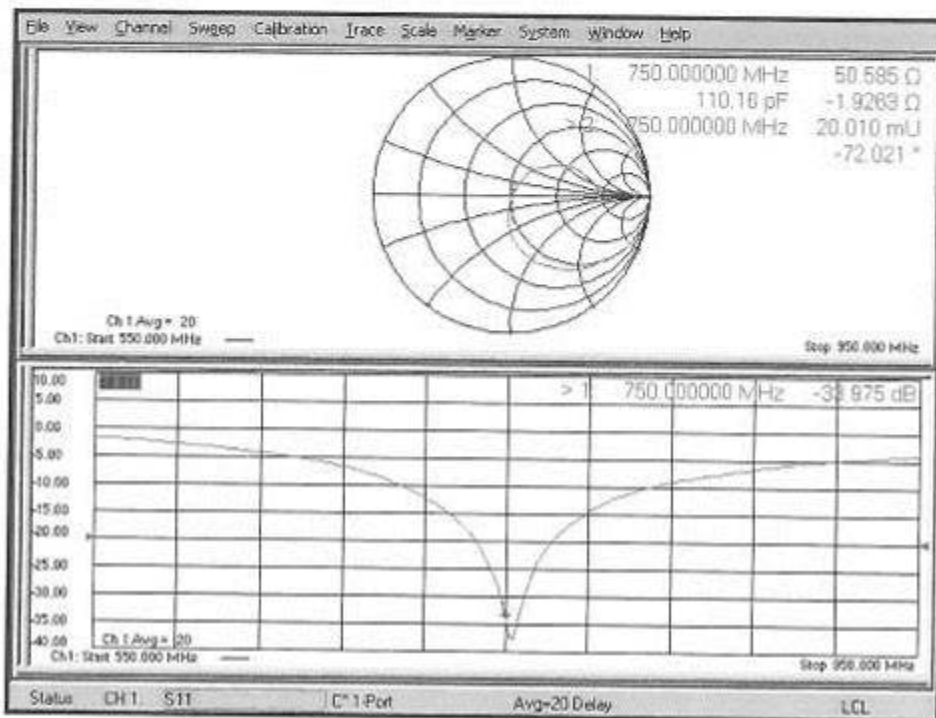 File View Channel Sweep Calibration Trace Scale Marker System Window Help
1: 750.000000 MHz 50.585 Ω
110.16 pF -1.9263 Ω
> 2: 750.000000 MHz 20.010 mU
-72.021 °
Ch 1 Avg = 20
Ch1: Start 550.000 MHz
Stop 950.000 MHz
10.00
5.00
0.00
-5.00
-10.00
-15.00
-20.00
-25.00
-30.00
-35.00
-40.00
> 1: 750.000000 MHz -33.975 dB
Ch 1 Avg = 20
Ch1: Start 550.000 MHz
Stop 950.000 MHz
Status CH 1: S11 C* 1-Port Avg=20 Delay LCL